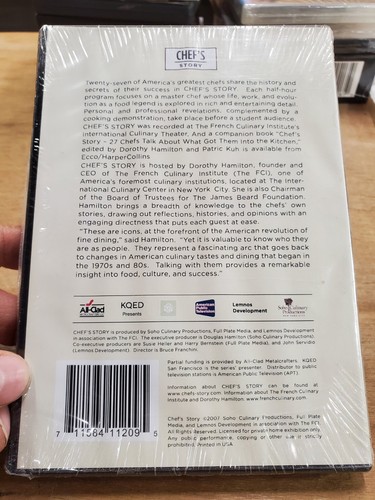 CHEF'S
STORY
Twenty-seven of America's greatest chefs share the history and
secrets of their success in CHEF'S STORY. Each half-hour
program focuses on a master chef whose life, work, and evolu-
tion as a food legend is explored in rich and entertaining detail.
Personal and professional revelations, complemented by a
cooking demonstration, take place before a student audience.
CHEF'S STORY was recorded at The French Culinary Institute's
International Culinary Theater. And a companion book "Chef's
Story - 27 Chefs Talk About What Got Them Into the Kitchen,"
edited by Dorothy Hamilton and Patric Kuh is available from
Ecco/HarperCollins
CHEF'S STORY is hosted by Dorothy Hamilton, founder and
CEO of The French Culinary Institute (The FCI), one of
America's foremost culinary institutions, located at The Inter-
national Culinary Center in New York City. She is also Chairman
of the Board of Trustees for The James Beard Foundation.
Hamilton brings a breadth of knowledge to the chefs' own
stories, drawing out reflections, histories, and opinions with an
engaging directness that puts each guest at ease.
"These are icons, at the forefront of the American revolution of
fine dining," said Hamilton. "Yet it is valuable to know who they
are as people. They represent a fascinating arc that goes back
to changes in American culinary tastes and dining that began in
the 1970s and 80s. Talking with them provides a remarkable
insight into food, culture, and success."
All-Clad
KQED
Presents
American Public
Television
Lemnos
Development
Soho Culinary
Productions
CHEF'S STORY is produced by Soho Culinary Productions, Full Plate Media, and Lemnos Development
in association with The FCI. The executive producer is Douglas Hamilton (Soho Culinary Productions).
Co-executive producers are Susie Heller and Harry Bernstein (Full Plate Media), and John Servidio
(Lemnos Development). Director is Bruce Franchini.
Partial funding is provided by All-Clad Metalcrafters. KQED
San Francisco is the series' presenter. Distributor to public
television stations is American Public Television (APT).
Information about CHEF'S STORY can be found at
www.chefs-story.com. Information about The French Culinary
Institute and Dorothy Hamilton, www.frenchculinary.com.
Chef's Story ©2007 Soho Culinary Productions, Full Plate
Media, and Lemnos Development in association with The FCI.
All rights reserved. Licensed for private home exhibition only.
Any public performance, copying or other use is strictly
prohibited. Printed in USA
7 11564 11209 5